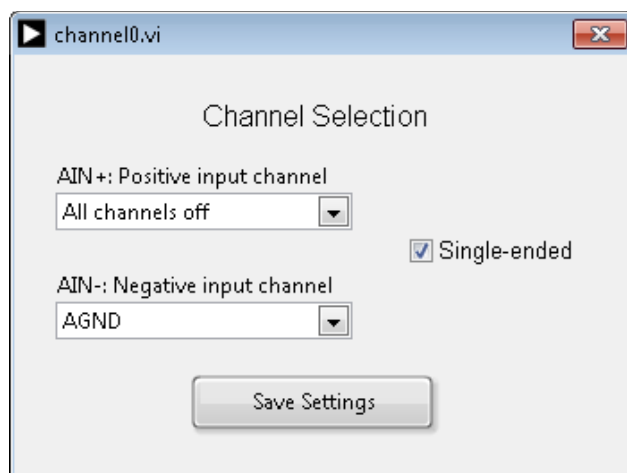 channel0.vi
Channel Selection
AIN+: Positive input channel
All channels off
Single-ended
AIN-: Negative input channel
AGND
Save Settings